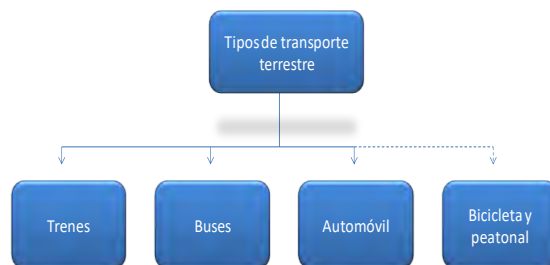 Tipos de transporte
terrestre
Trenes
Buses
Automóvil
Bicicleta y
peatonal